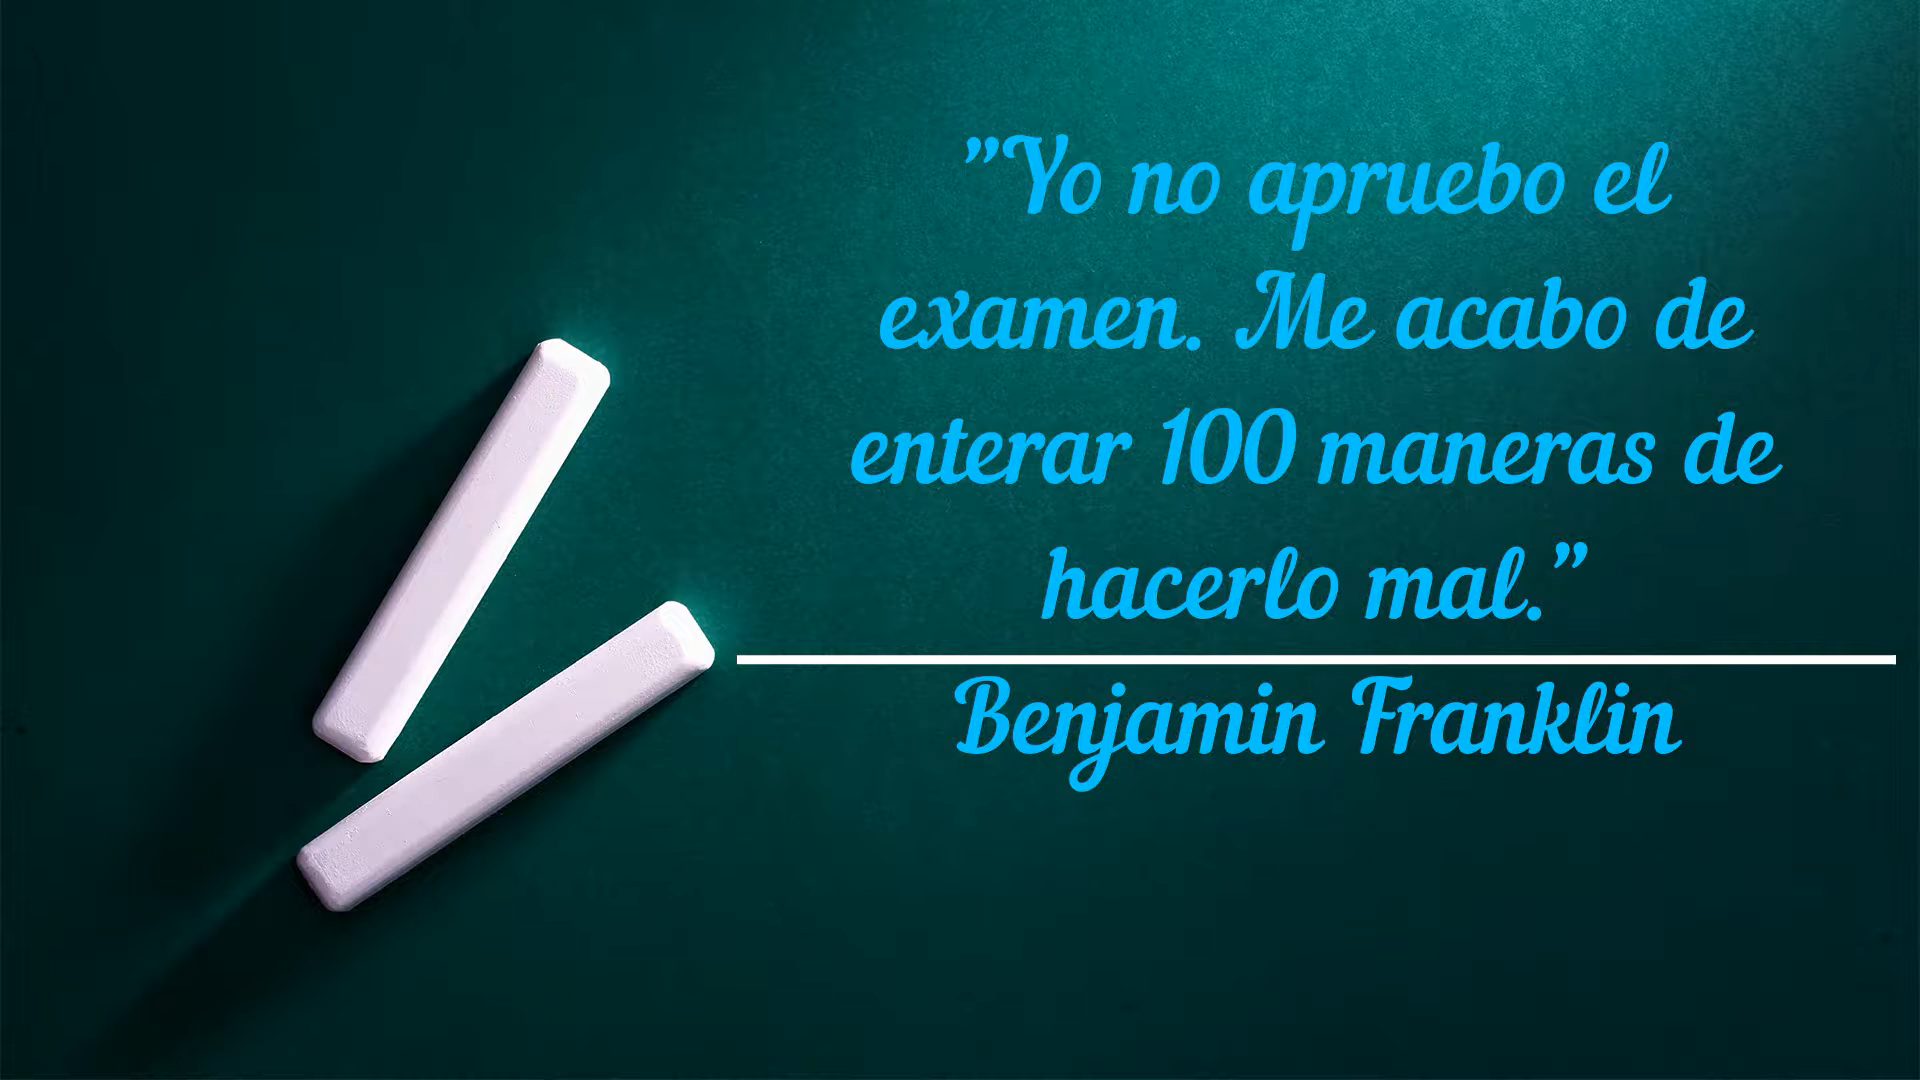 ”Yo no apruebo el
examen. Me acabo de
enterar 100 maneras de
hacerlo mal.”
Benjamin Franklin